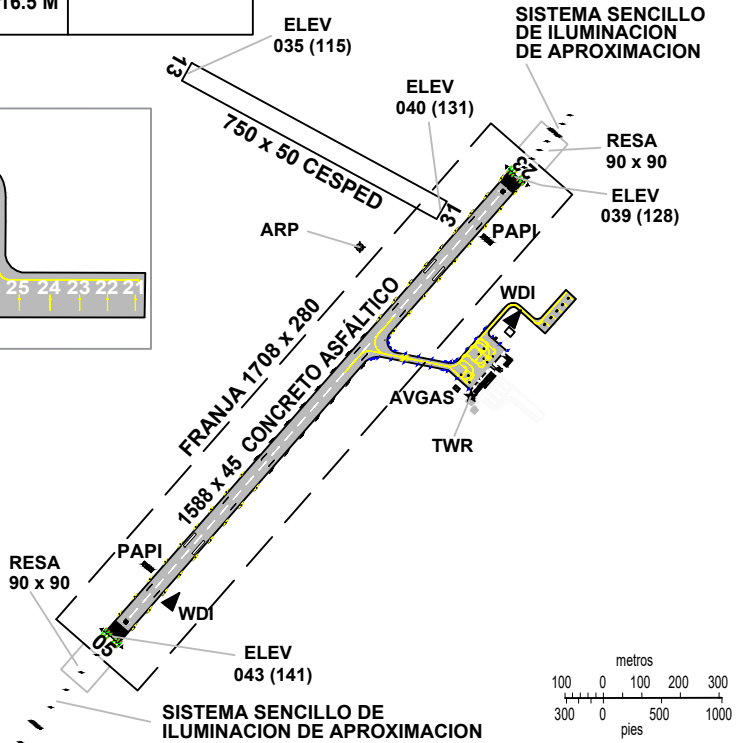 16.5 M
ELEV
035 (115)
SISTEMA SENCILLO
DE ILUMINACION
DE APROXIMACION
13
ELEV
040 (131)
750 x 50 CESPED
RESA
90 x 90
23
31
ELEV
039 (128)
ARP
PAPI
25 24 23 22 21
WDI
FRANJA 1708 x 280
1588 x 45 CONCRETO ASFÁLTICO
AVGAS
TWR
PAPI
RESA
90 x 90
WDI
05
ELEV
043 (141)
SISTEMA SENCILLO DE
ILUMINACION DE APROXIMACION
metros
100 0 100 200 300
300 0 500 1000
pies